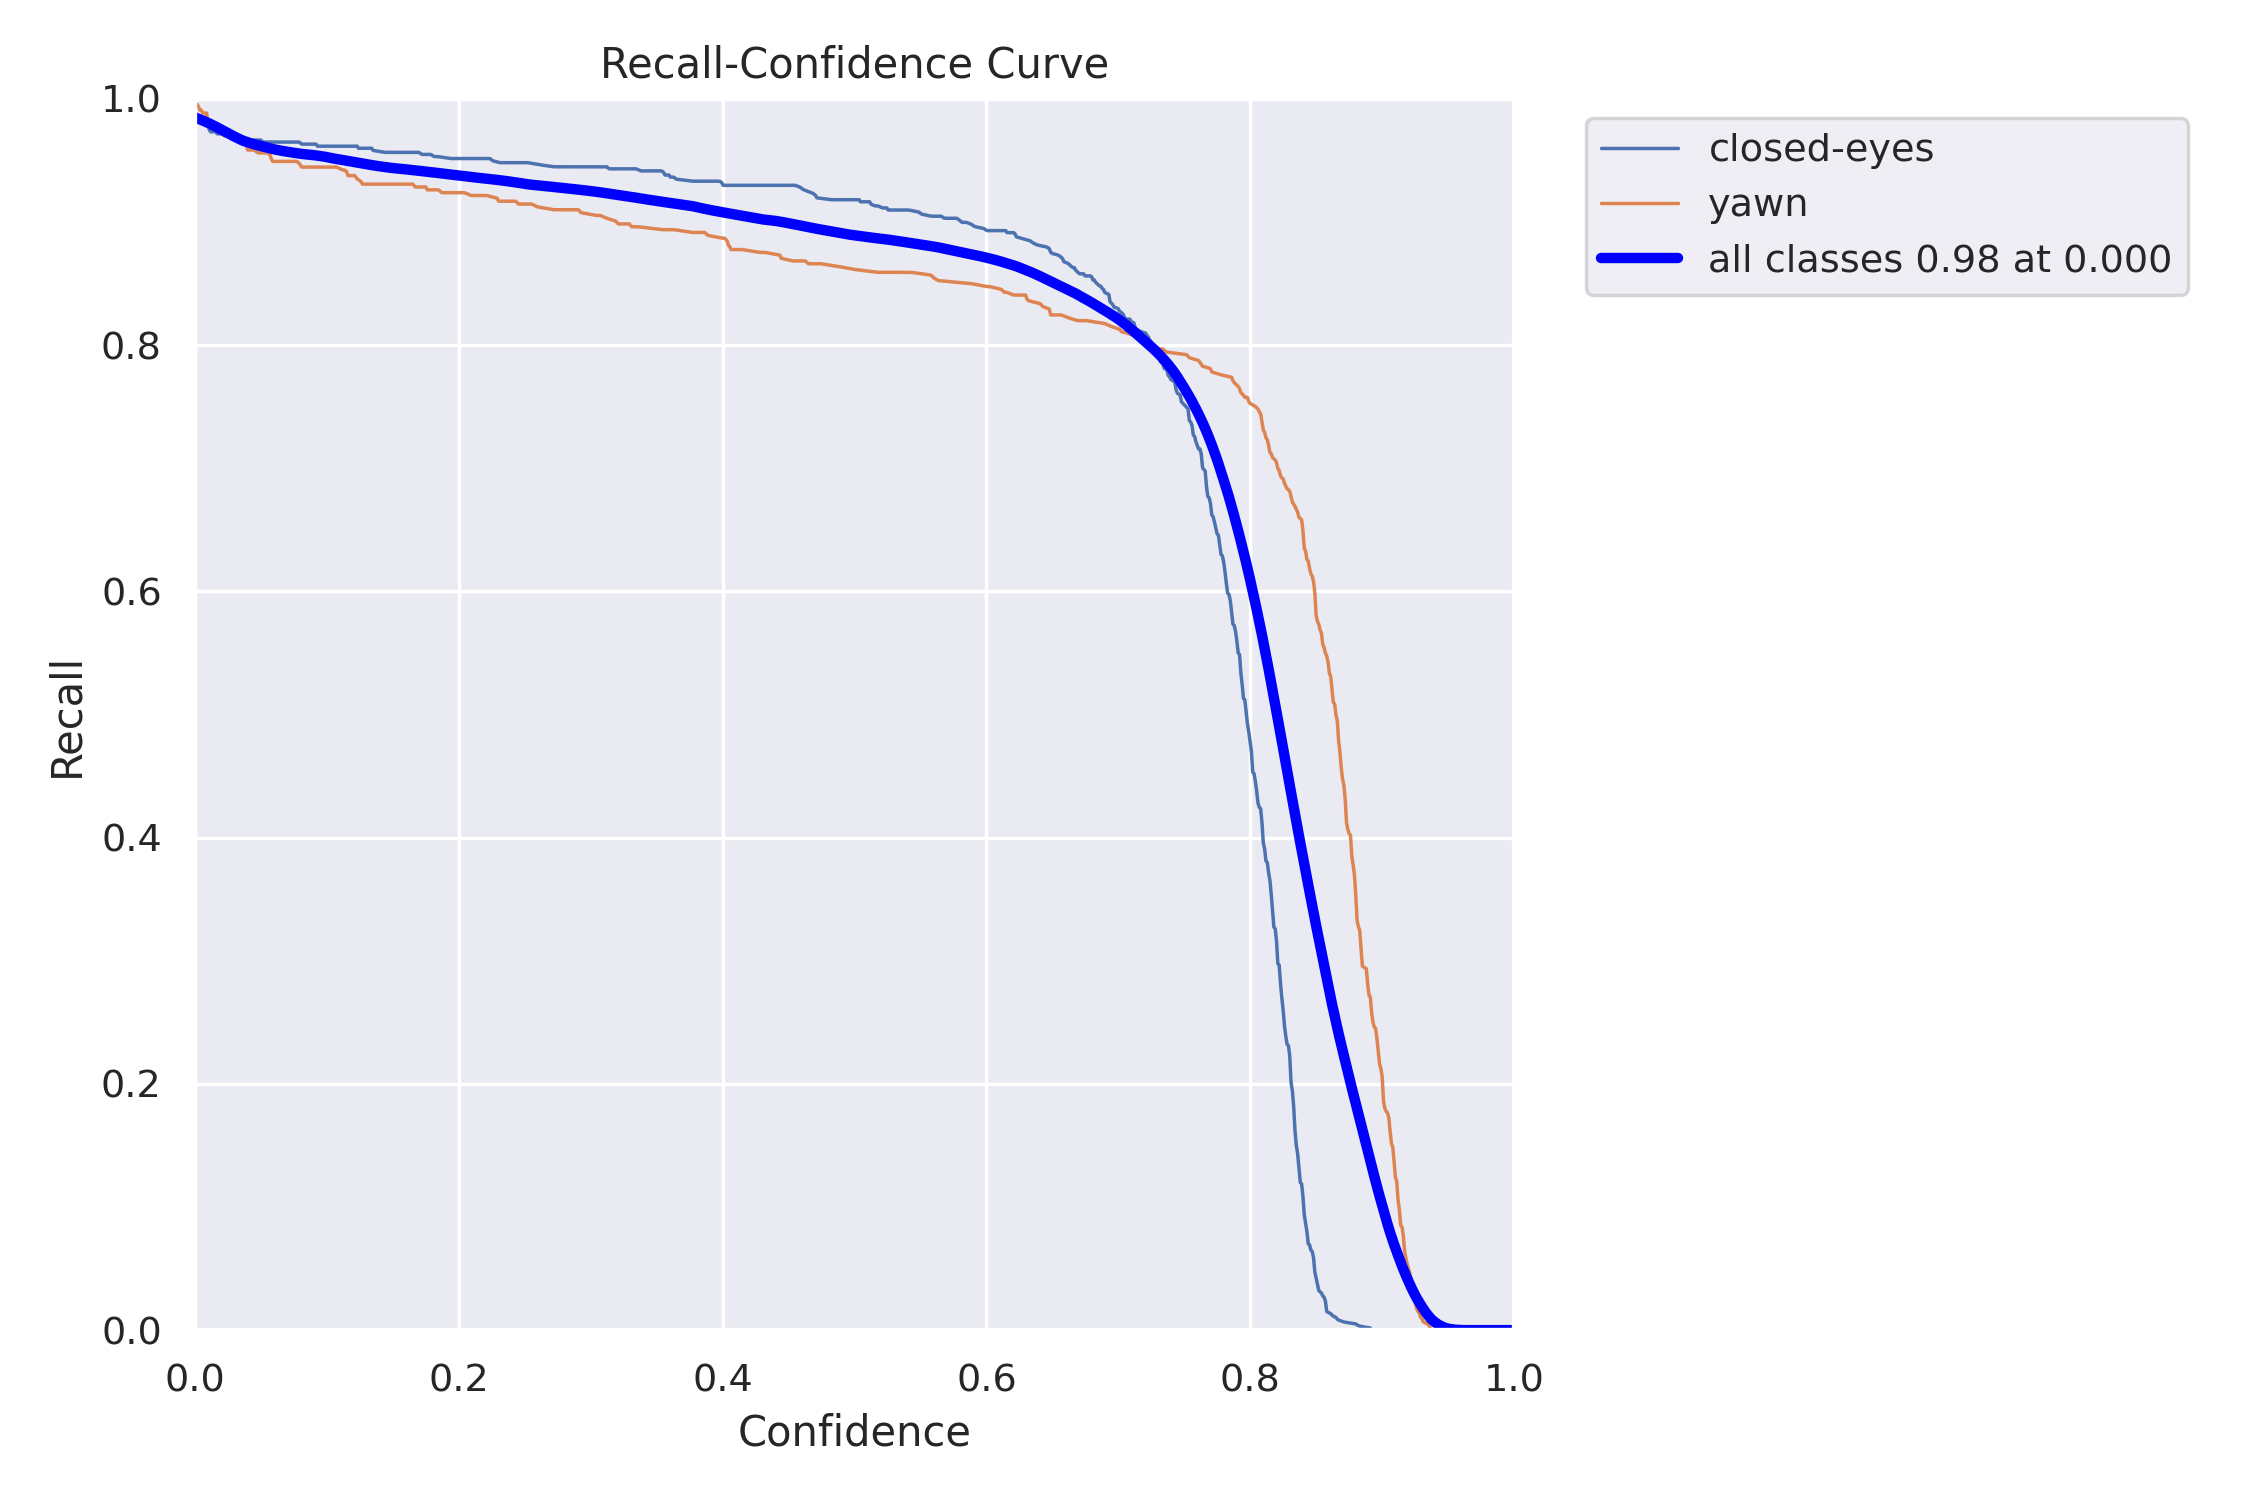 Recall-Confidence Curve
1.0
0.8
0.6
0.4
0.2
0.0
Recall
0.0 0.2 0.4 0.6 0.8 1.0
Confidence
closed-eyes
yawn
all classes 0.98 at 0.000